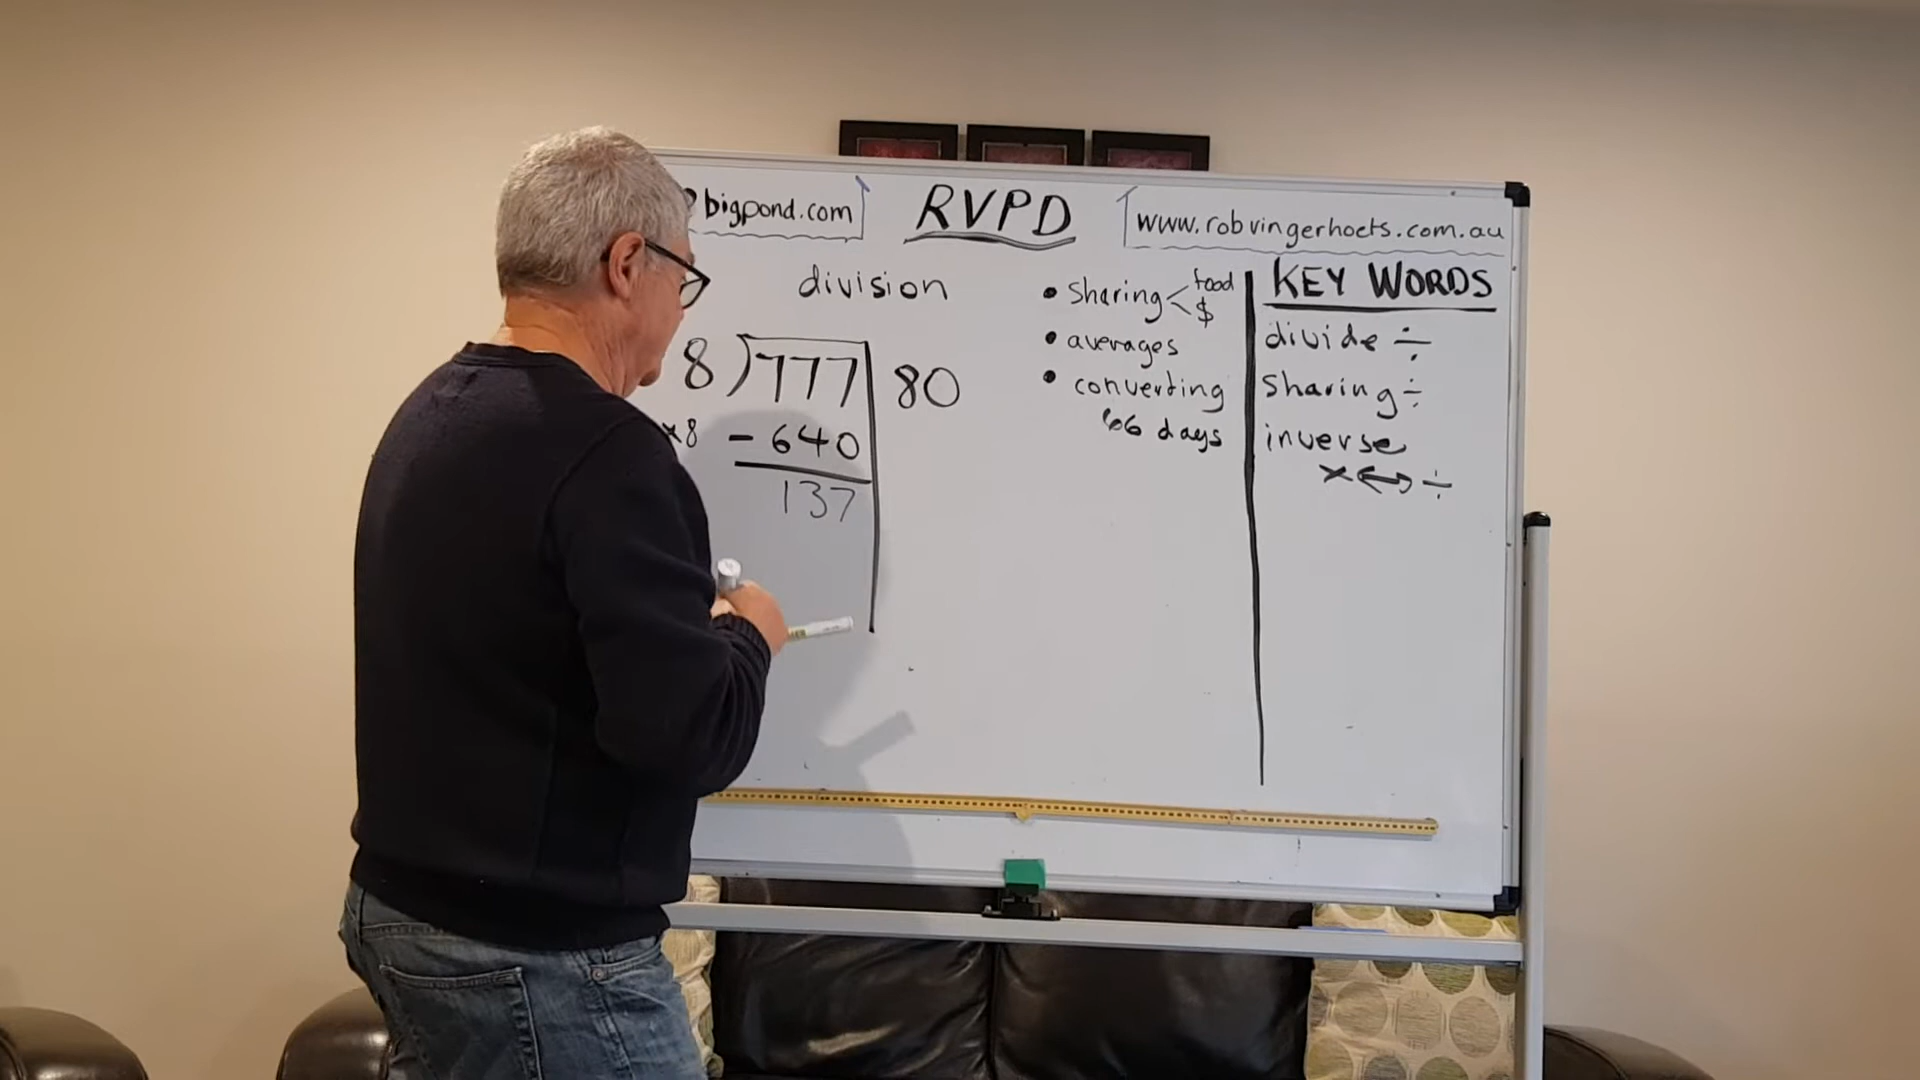 bigpond.com
RVPD
www.robvingerhoets.com.au
division
8 ) 777 80
×8 - 640
137
• Sharing < food
$
• averages
• converting
66 days
KEY WORDS
divide ÷
Sharing ÷
inverse
×↔÷